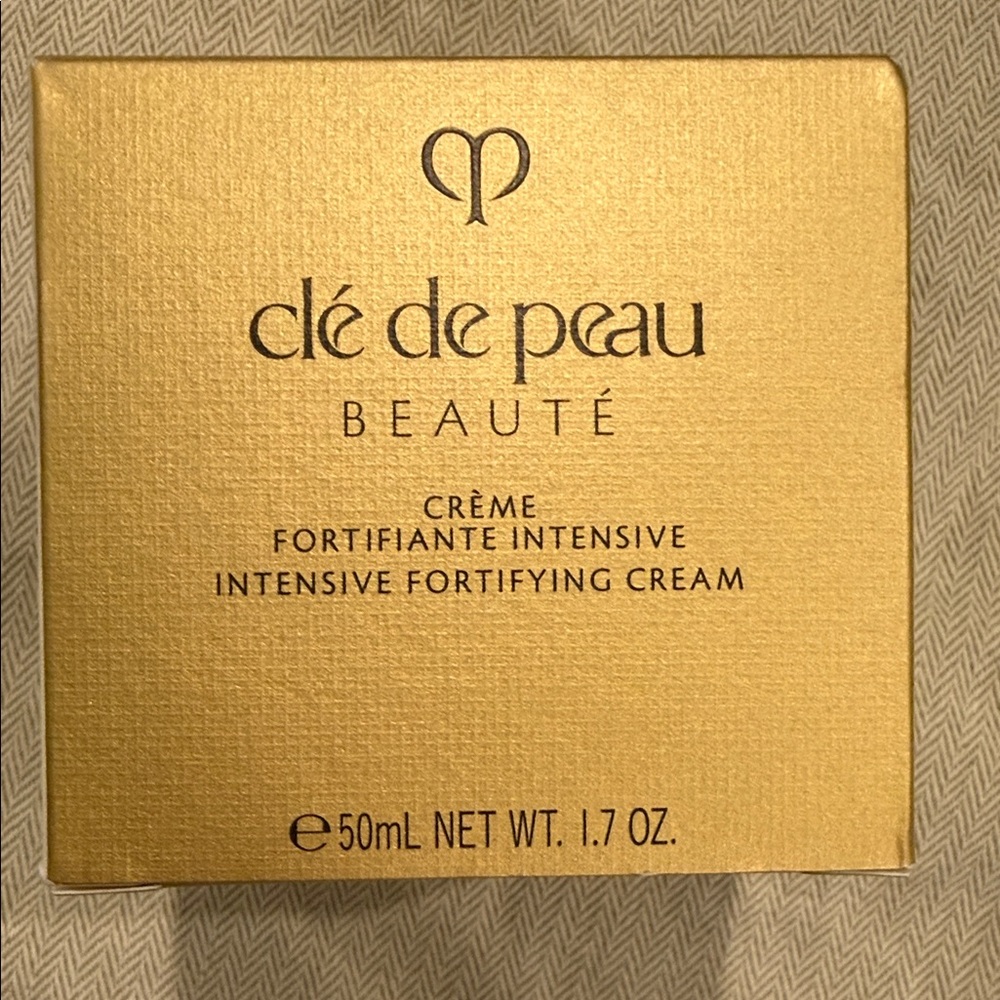 clé de peau
BEAUTÉ
CRÈME
FORTIFIANTE INTENSIVE
INTENSIVE FORTIFYING CREAM
℮50mL NET WT. 1.7 OZ.